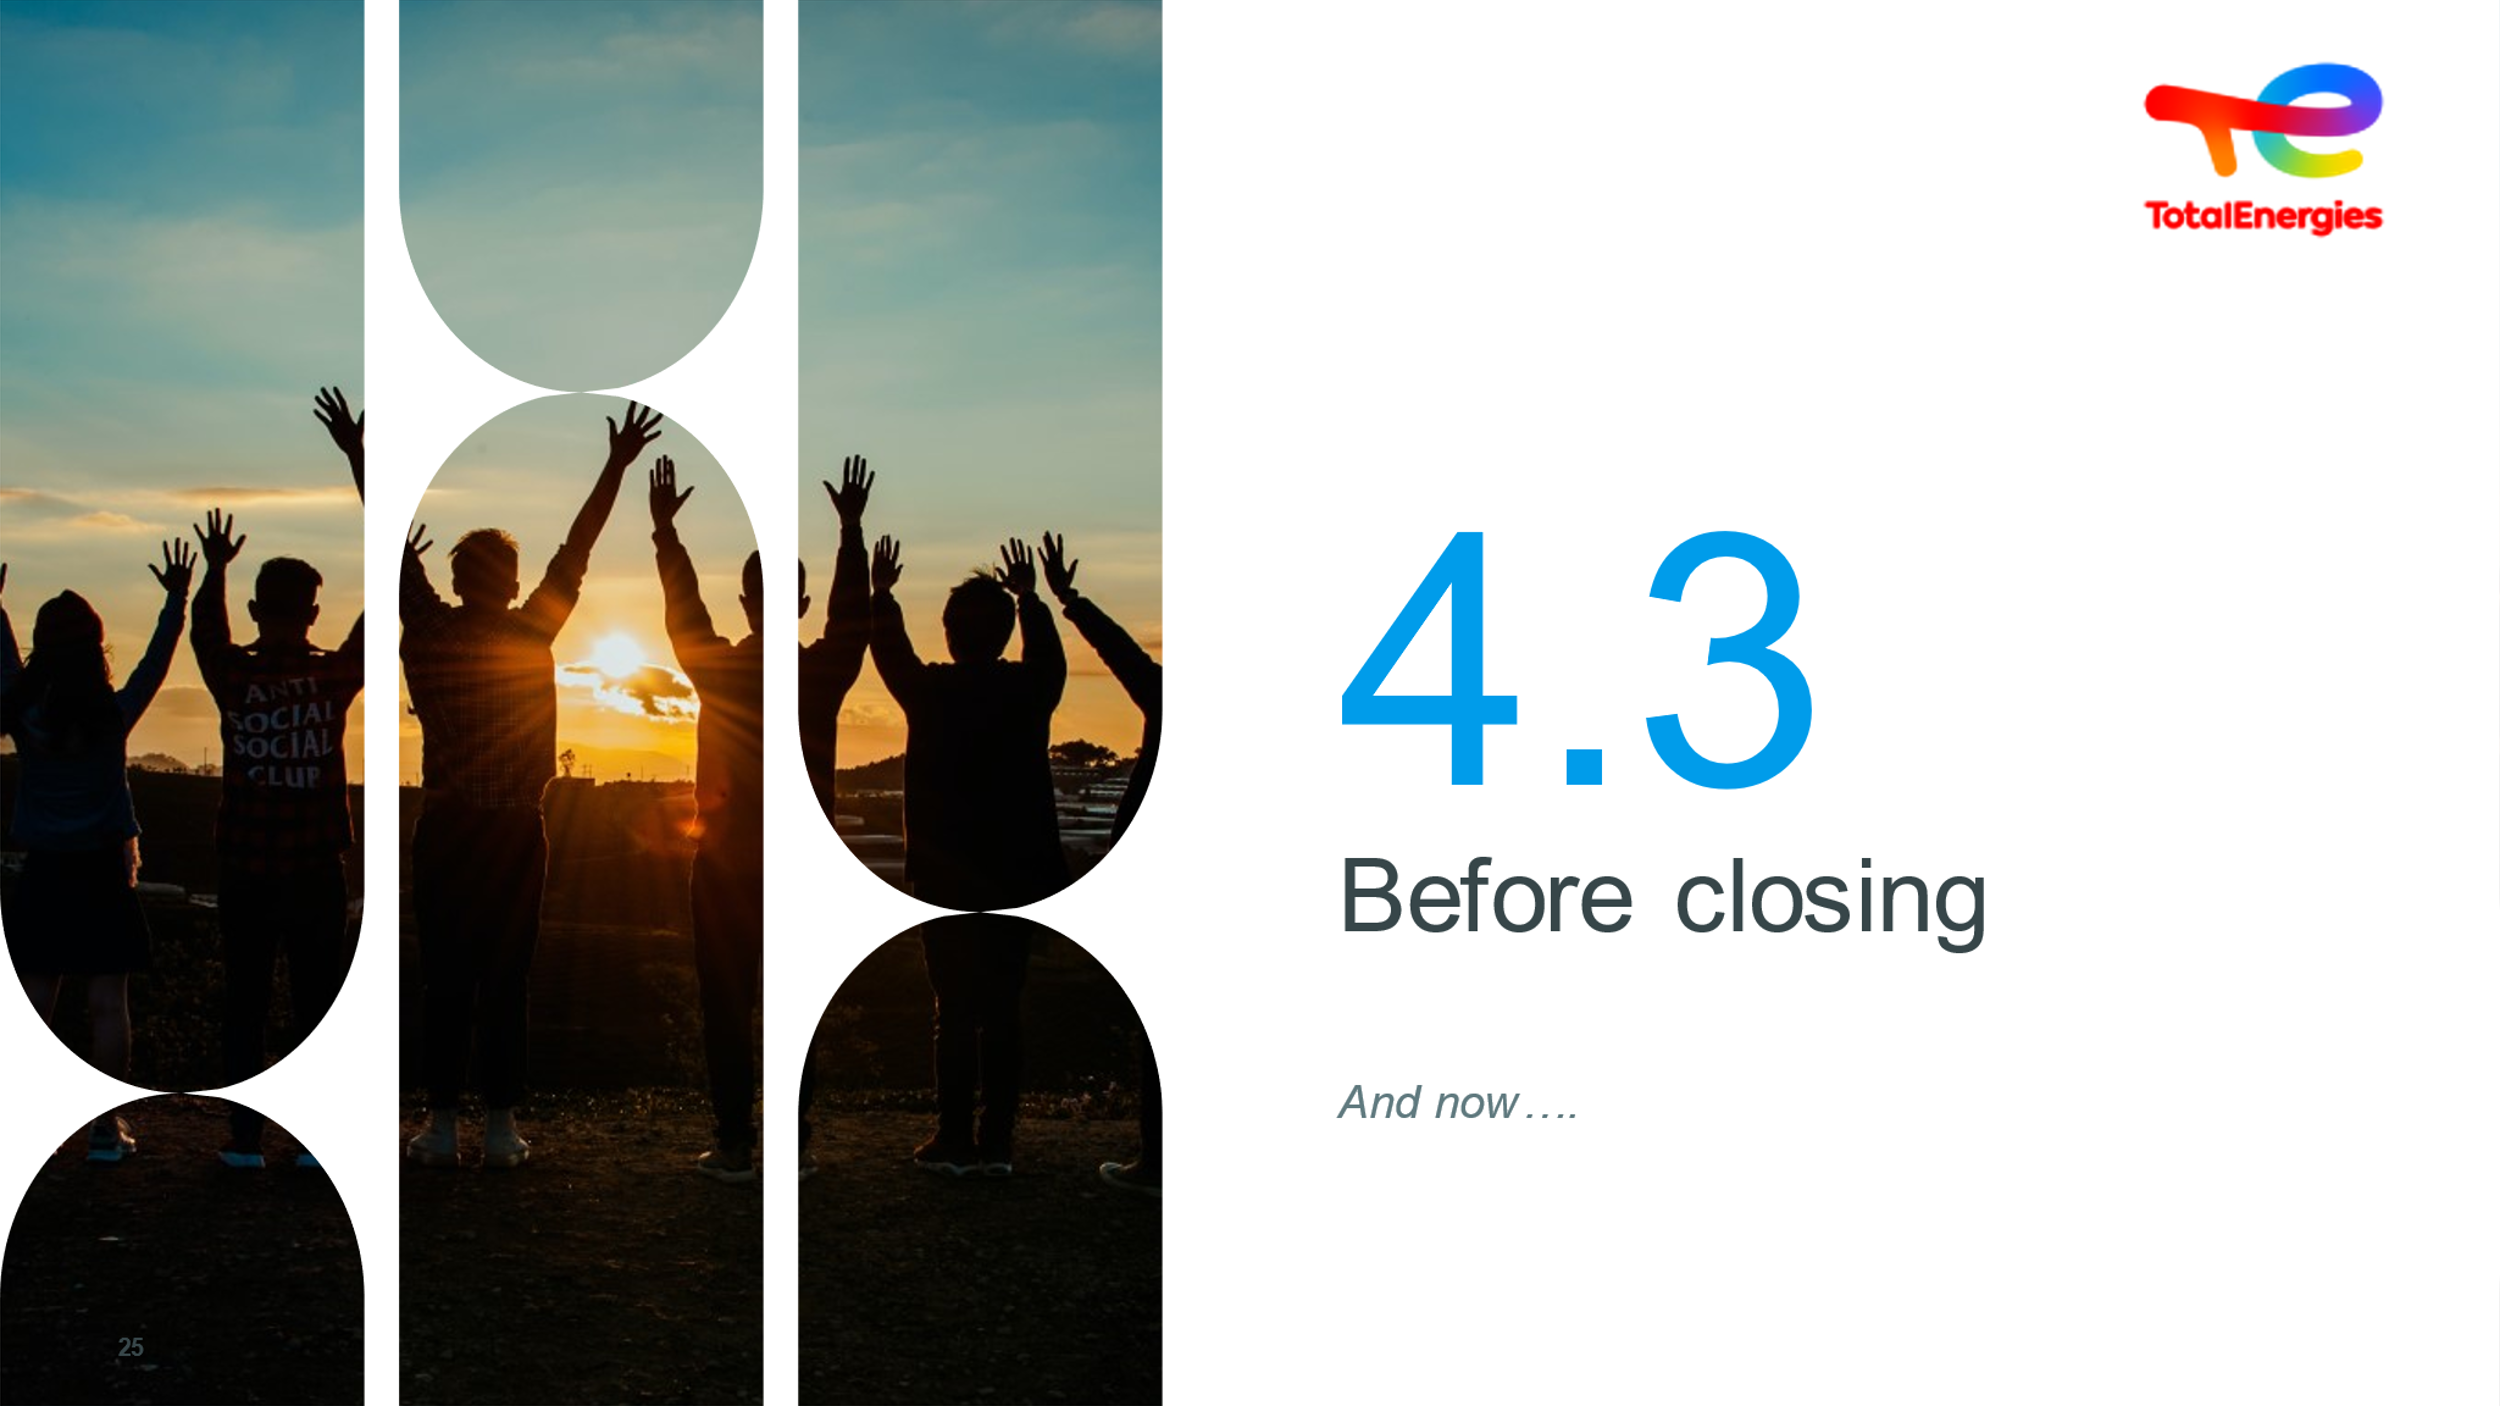 TotalEnergies
ANTI
SOCIAL
SOCIAL
CLUB
4.3
Before closing
And now....
25